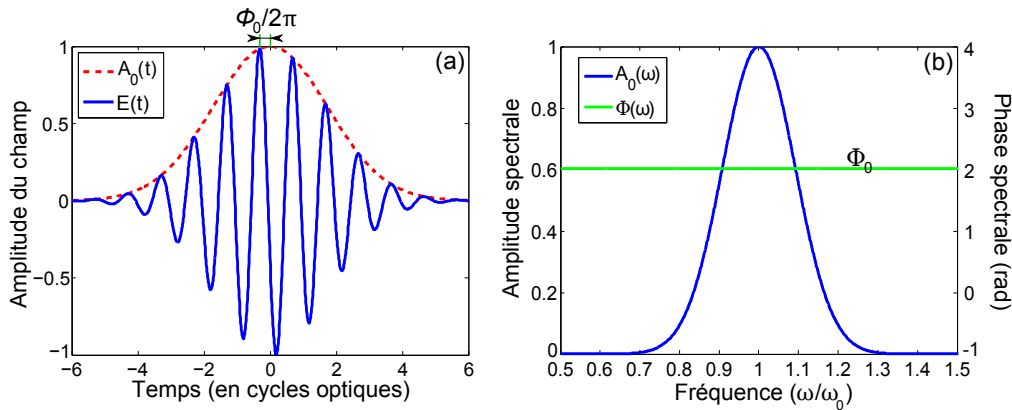 Φ₀/2π
(a)
A₀(t)
E(t)
Amplitude du champ
1
0.5
0
−0.5
−1
−6 −4 −2 0 2 4 6
Temps (en cycles optiques)
(b)
A₀(ω)
Φ(ω)
Φ₀
Amplitude spectrale
1
0.8
0.6
0.4
0.2
0
0.5 0.6 0.7 0.8 0.9 1 1.1 1.2 1.3 1.4 1.5
Fréquence (ω/ω₀)
4
3
2
1
0
-1
Phase spectrale (rad)